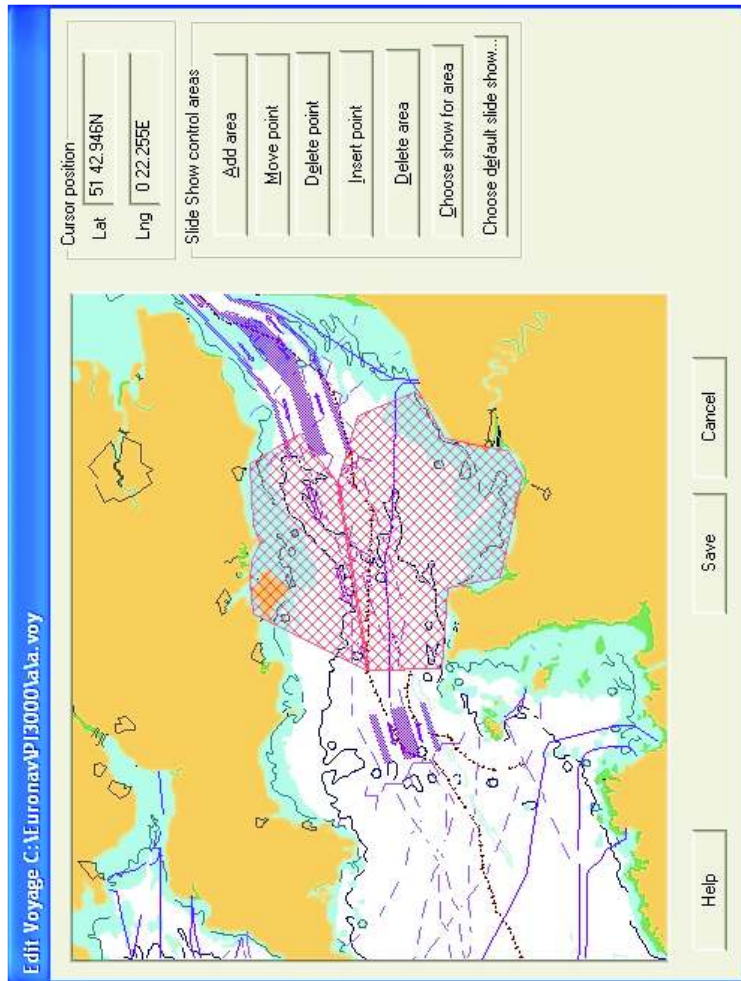 Edit Voyage C:\Euronav\PI3000\a\a.voy
Cursor position
Lat 51 42.946N
Lng 0 22.255E
Slide Show control areas
Add area
Move point
Delete point
Insert point
Delete area
Choose show for area
Choose default slide show...
Help
Save
Cancel